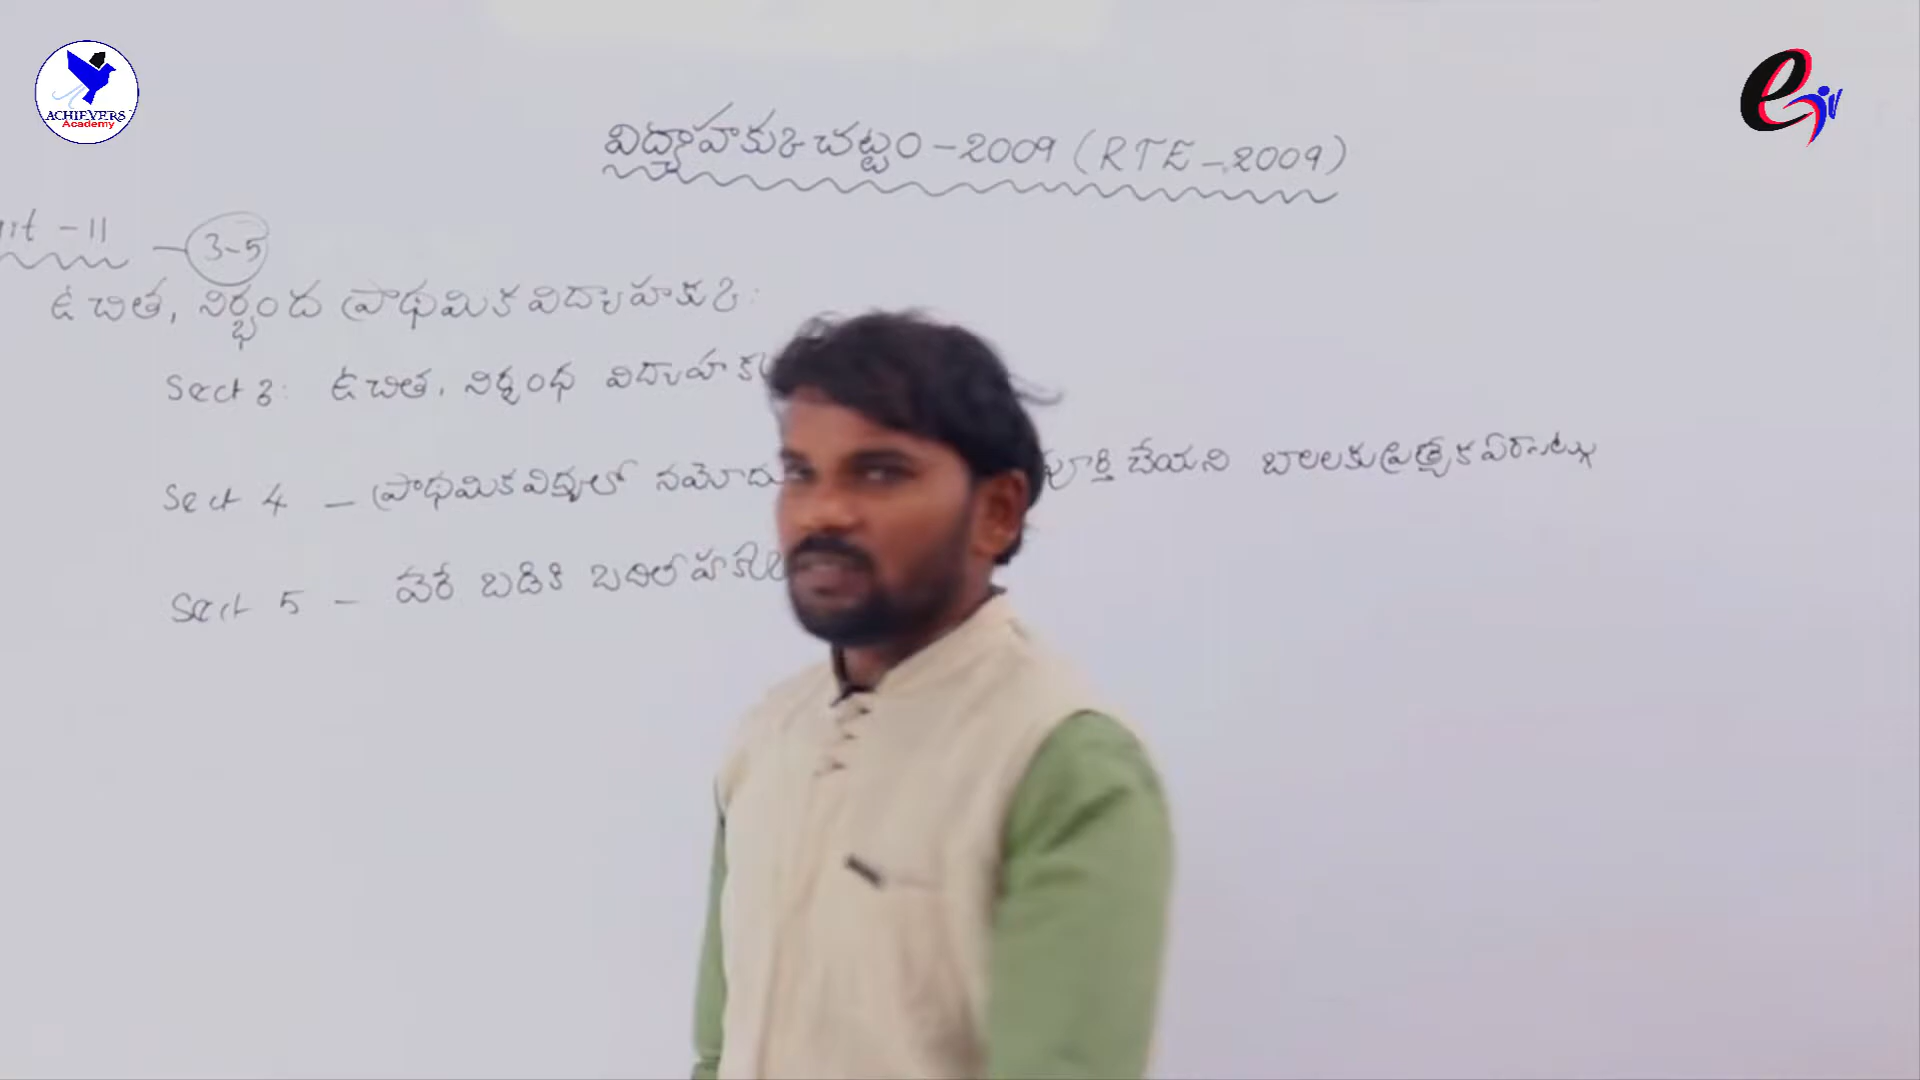 ACHIEVERS
Academy
విద్యాహక్కు చట్టం - 2009 (RTE - 2009)
- II - 3-5
ఉచిత, నిర్భంద ప్రాథమిక విద్యాహక్కు :
Sect 3: ఉచిత, నిర్భంధ విద్యాహక్కు
Sect 4 - ప్రాథమిక విద్యలో నమోదు పూర్తి చేయని బాలలకు ప్రత్యేక ఏర్పాట్లు
Sect 5 - వేరే బడికి బదిలీ హక్కు